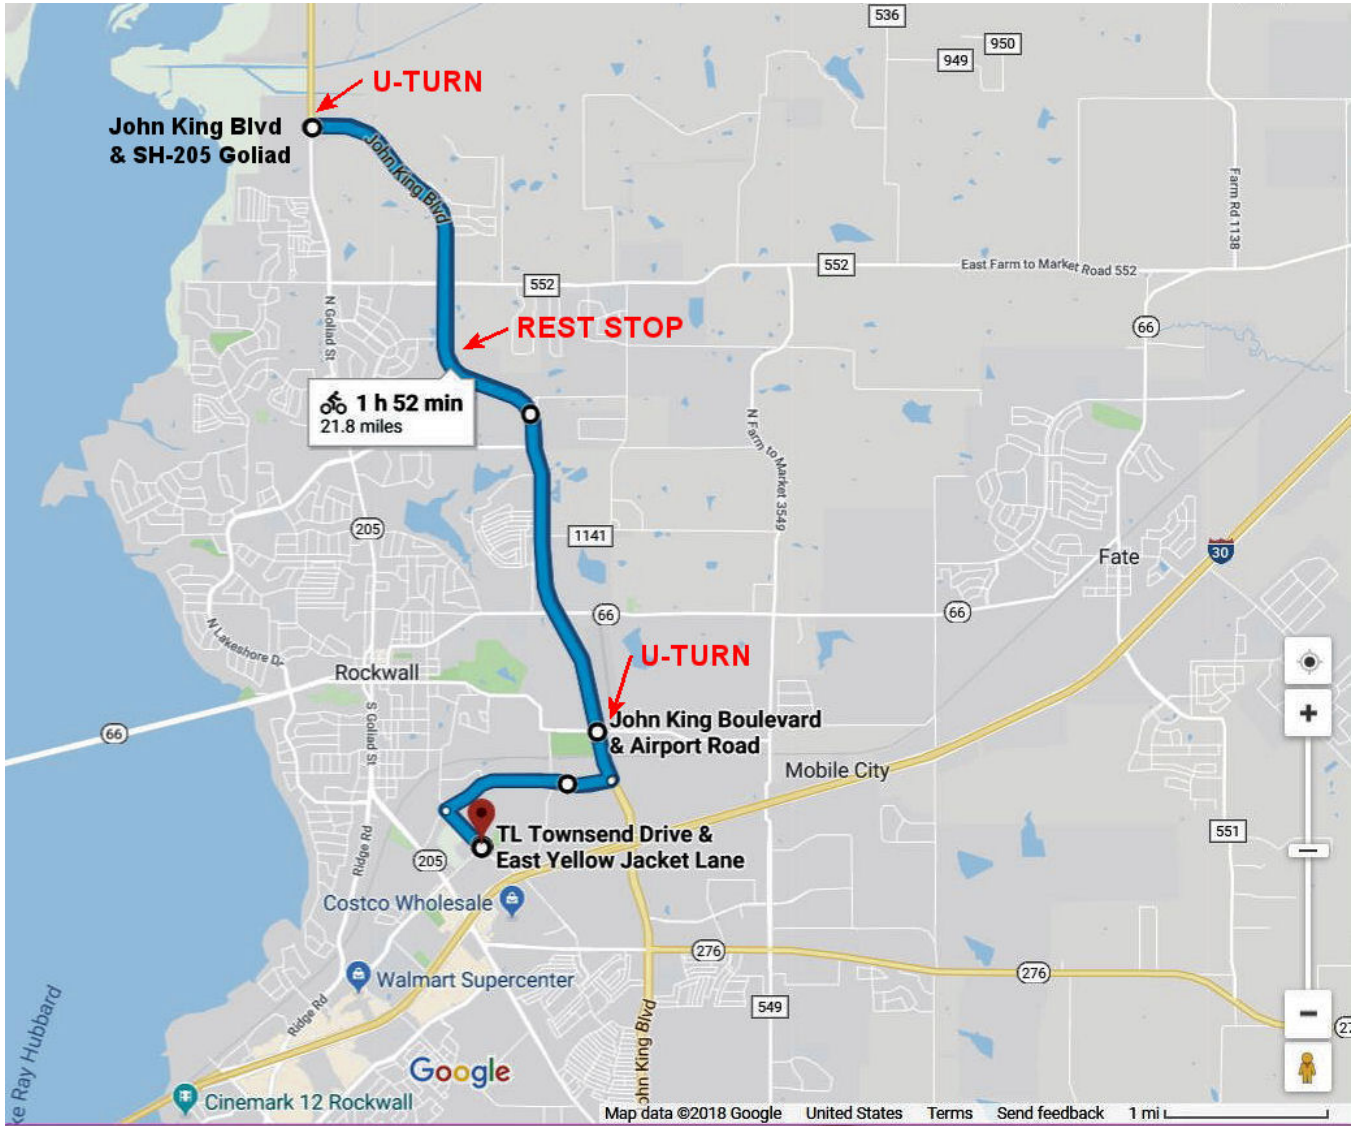 536
950
949
U-TURN
John King Blvd
& SH-205 Goliad
John King Blvd
Farm Rd 1138
552
East Farm to Market Road 552
552
N Goliad St
REST STOP
66
1 h 52 min
21.8 miles
N Farm to Market 3549
205
1141
30
Fate
66
66
N Lakeshore Dr
U-TURN
Rockwall
S Goliad St
John King Boulevard
& Airport Road
66
Mobile City
TL Townsend Drive &
East Yellow Jacket Lane
551
Ridge Rd
205
Costco Wholesale
276
276
Walmart Supercenter
549
Ridge Rd
ke Ray Hubbard
ohn King Blvd
27
Google
Cinemark 12 Rockwall
Map data ©2018 Google United States Terms Send feedback 1 mi